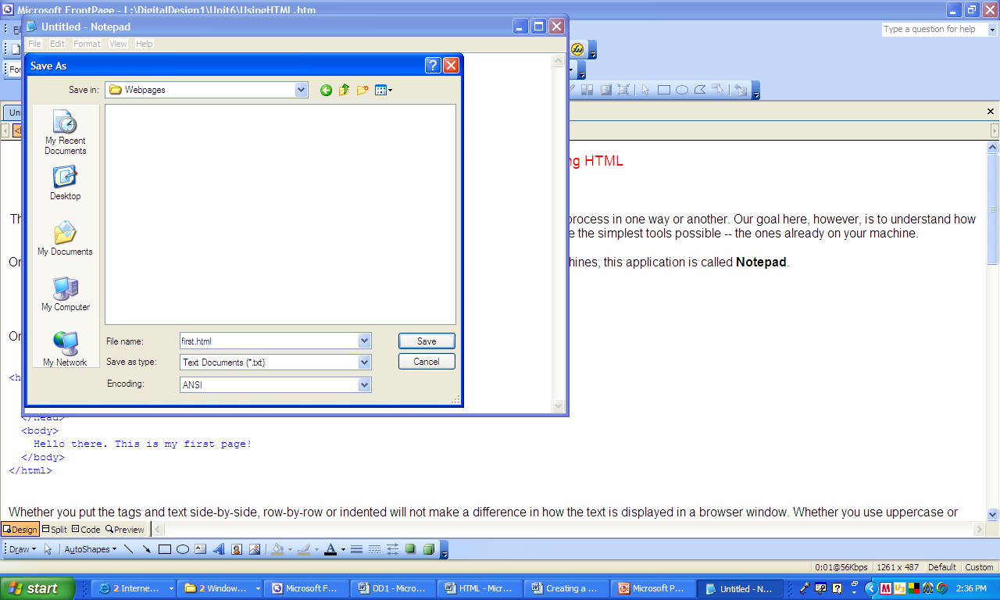 Microsoft FrontPage - L:\DigitalDesign1\Unit6\UsingHTML.htm
Untitled - Notepad
Type a question for help
File Edit Format View Help
Save As
Save in: Webpages
My Recent
Documents
Desktop
My Documents
My Computer
My Network
File name: first.html Save
Save as type: Text Documents (*.txt) Cancel
Encoding: ANSI
ng HTML
process in one way or another. Our goal here, however, is to understand how
e the simplest tools possible -- the ones already on your machine.
hines, this application is called Notepad.
<h
</head>
<body>
Hello there. This is my first page!
</body>
</html>
Whether you put the tags and text side-by-side, row-by-row or indented will not make a difference in how the text is displayed in a browser window. Whether you use uppercase or
Design Split Code Preview
Draw AutoShapes
0:01@56Kbps 1261 x 487 Default Custom
start 2 Interne... 2 Window... Microsoft F... DD1 - Micros... HTML - Micr... Creating a ... Microsoft P... Untitled - N... 2:36 PM